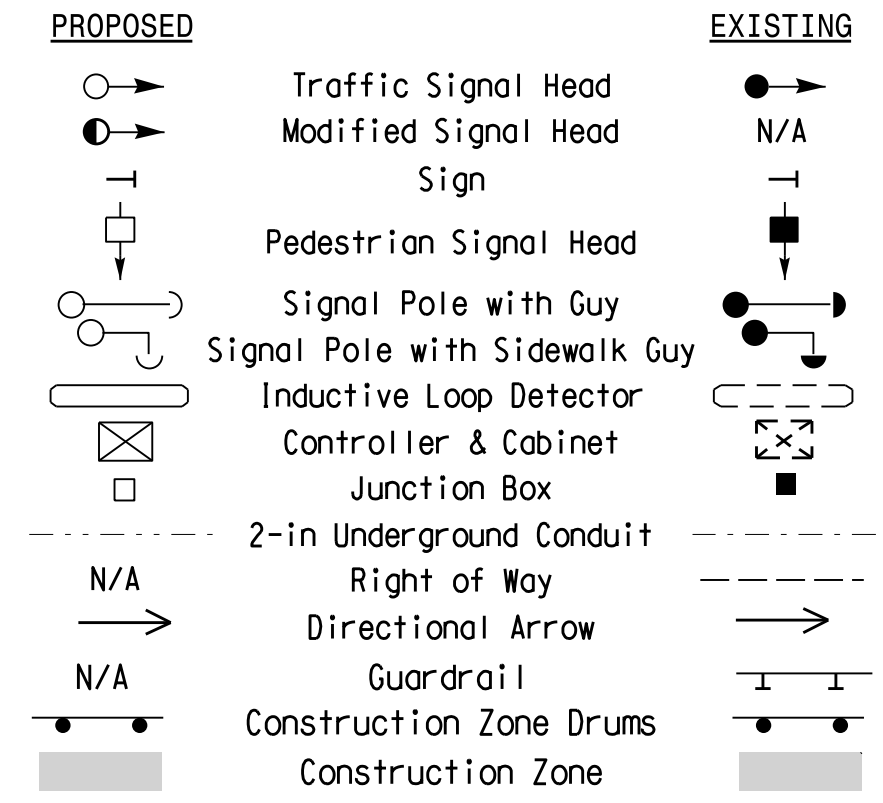 PROPOSED EXISTING
Traffic Signal Head
Modified Signal Head N/A
Sign
Pedestrian Signal Head
Signal Pole with Guy
Signal Pole with Sidewalk Guy
Inductive Loop Detector
Controller & Cabinet
Junction Box
2-in Underground Conduit
N/A Right of Way
Directional Arrow
N/A Guardrail
Construction Zone Drums
Construction Zone